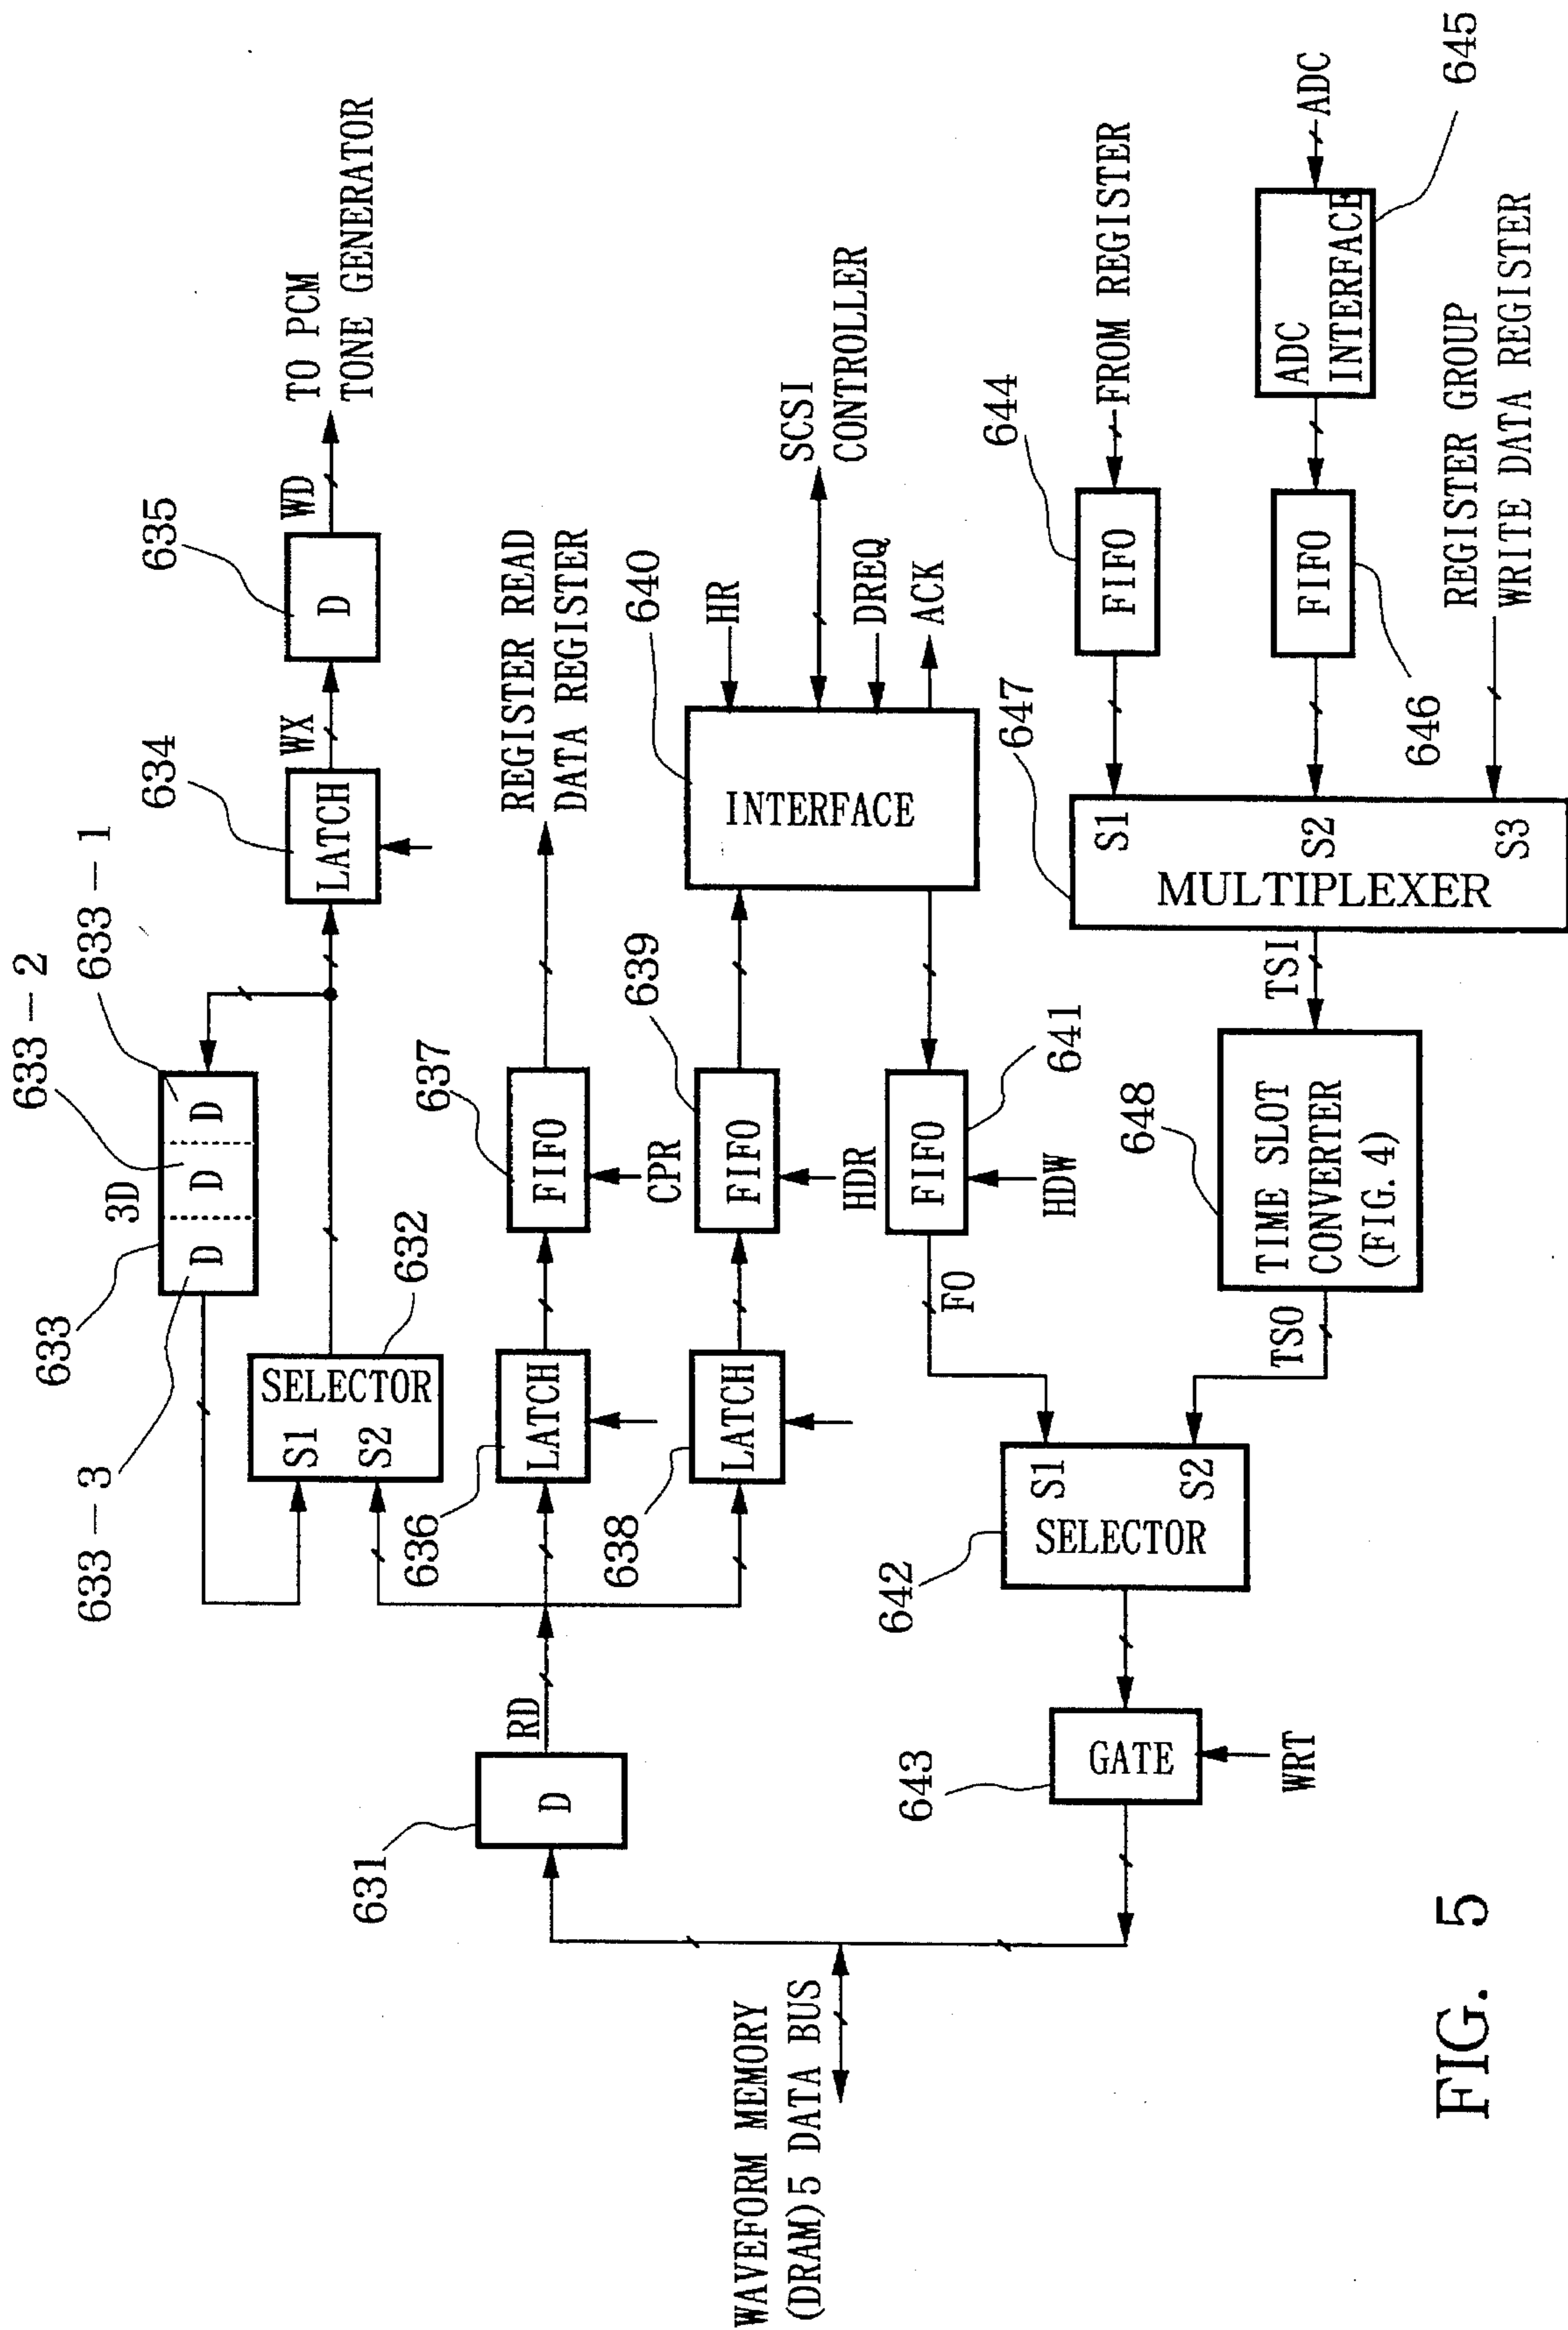 TO PCM
TONE GENERATOR
635
WD
D
WX
634
LATCH
633-1
633-2
633-3
633
3D
D
D
D
632
SELECTOR
S1
S2
REGISTER READ
DATA REGISTER
637
FIFO
CPR
636
LATCH
SCSI
CONTROLLER
640
HR
DREQ
ACK
INTERFACE
639
FIFO
HDR
638
LATCH
641
FIFO
HDW
FO
RD
631
D
642
S1
S2
SELECTOR
643
GATE
WRT
WAVEFORM MEMORY
(DRAM)5 DATA BUS
FROM REGISTER
644
FIFO
ADC
645
ADC
INTERFACE
646
FIFO
REGISTER GROUP
WRITE DATA REGISTER
647
S1
S2
S3
MULTIPLEXER
TSI
648
TIME SLOT
CONVERTER
(FIG. 4)
TSO
FIG. 5